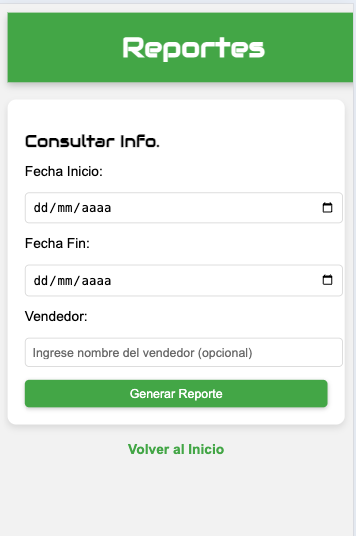 Reportes
Consultar Info.
Fecha Inicio:
dd/mm/aaaa
Fecha Fin:
dd/mm/aaaa
Vendedor:
Ingrese nombre del vendedor (opcional)
Generar Reporte
Volver al Inicio